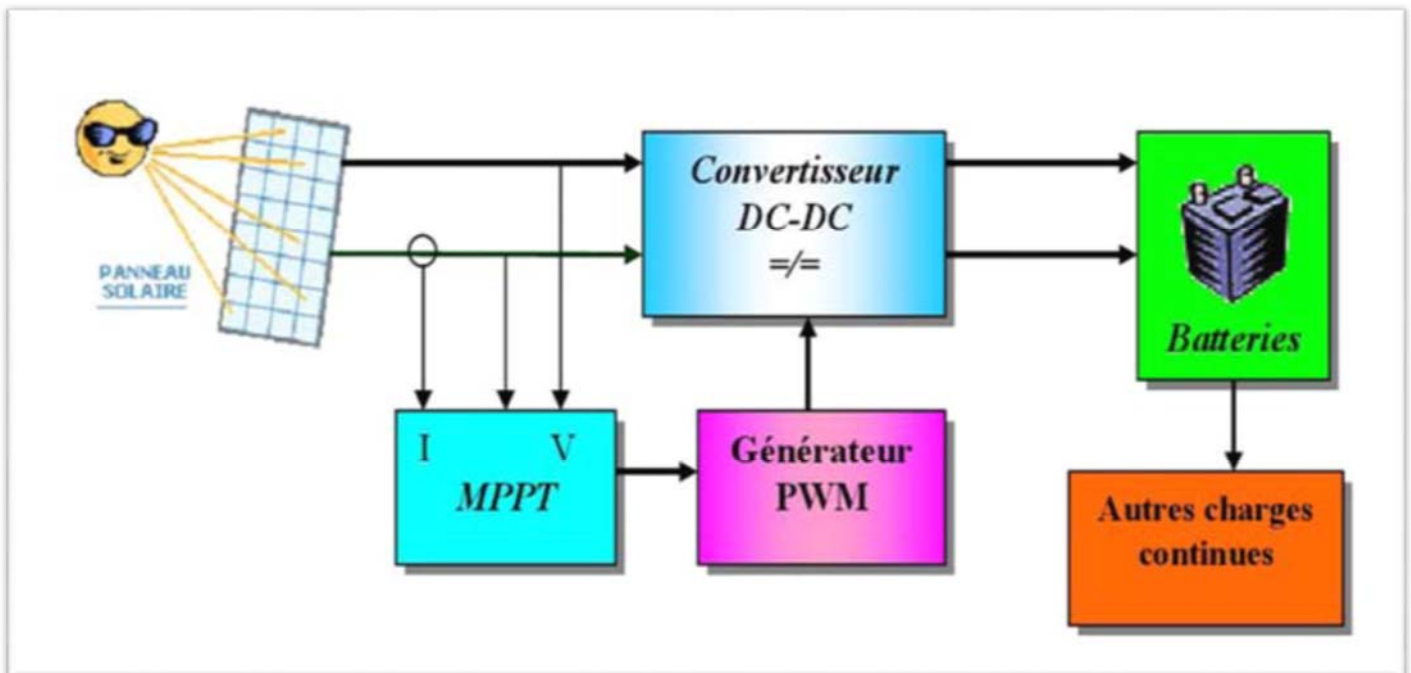 PANNEAU
SOLAIRE
Convertisseur
DC-DC
=/=
Batteries
I V
MPPT
Générateur
PWM
Autres charges
continues